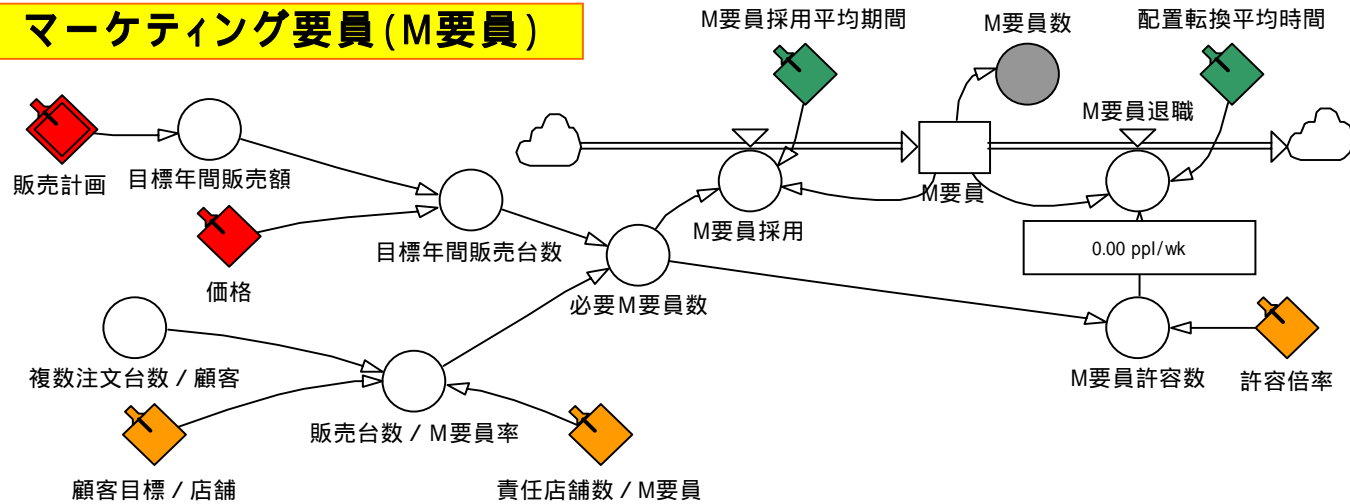 マーケティング要員(M要員)
M要員採用平均期間
M要員数
配置転換平均時間
M要員退職
販売計画
目標年間販売額
M要員
M要員採用
目標年間販売台数
0.00 ppl/wk
価格
必要M要員数
複数注文台数 / 顧客
M要員許容数
許容倍率
販売台数 / M要員率
顧客目標 / 店舗
責任店舗数 / M要員